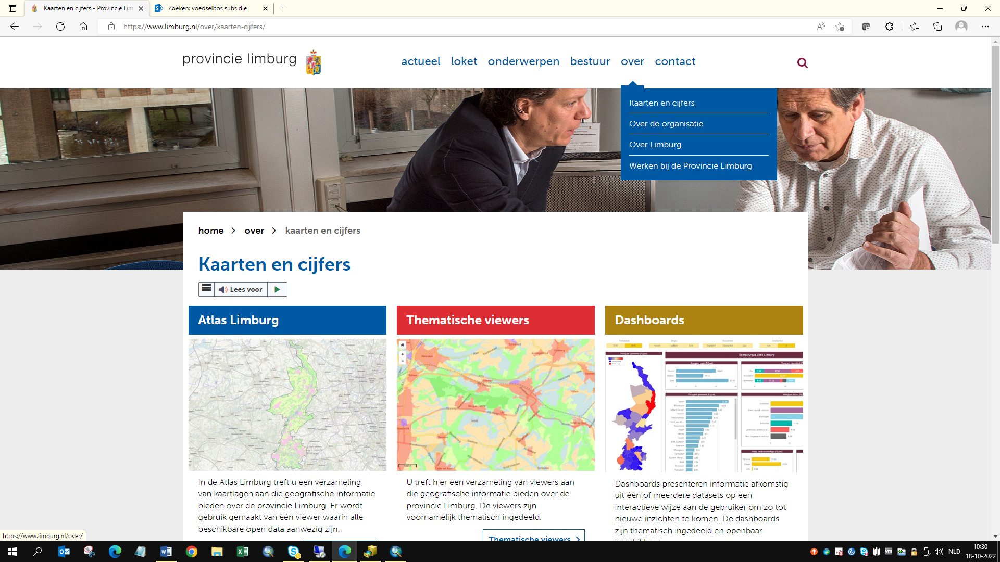 Kaarten en cijfers - Provincie Lim
Zoeken: voedselbos subsidie
https://www.limburg.nl/over/kaarten-cijfers/
provincie limburg
actueel
loket
onderwerpen
bestuur
over
contact
Kaarten en cijfers
Over de organisatie
Over Limburg
Werken bij de Provincie Limburg
home
over
kaarten en cijfers
Kaarten en cijfers
Lees voor
Atlas Limburg
In de Atlas Limburg treft u een verzameling
van kaartlagen aan die geografische informatie
bieden over de provincie Limburg. Er wordt
gebruik gemaakt van één viewer waarin alle
beschikbare open data aanwezig zijn.
Thematische viewers
U treft hier een verzameling van viewers aan
die geografische informatie bieden over de
provincie Limburg. De viewers zijn
voornamelijk thematisch ingedeeld.
Thematische viewers
Dashboards
Energievraag 2015 Limburg
Dashboards presenteren informatie afkomstig
uit één of meerdere datasets op een
interactieve wijze aan de gebruiker om zo tot
nieuwe inzichten te komen. De dashboards
zijn thematisch ingedeeld en openbaar
https://www.limburg.nl/over/
NLD
10:30
18-10-2022